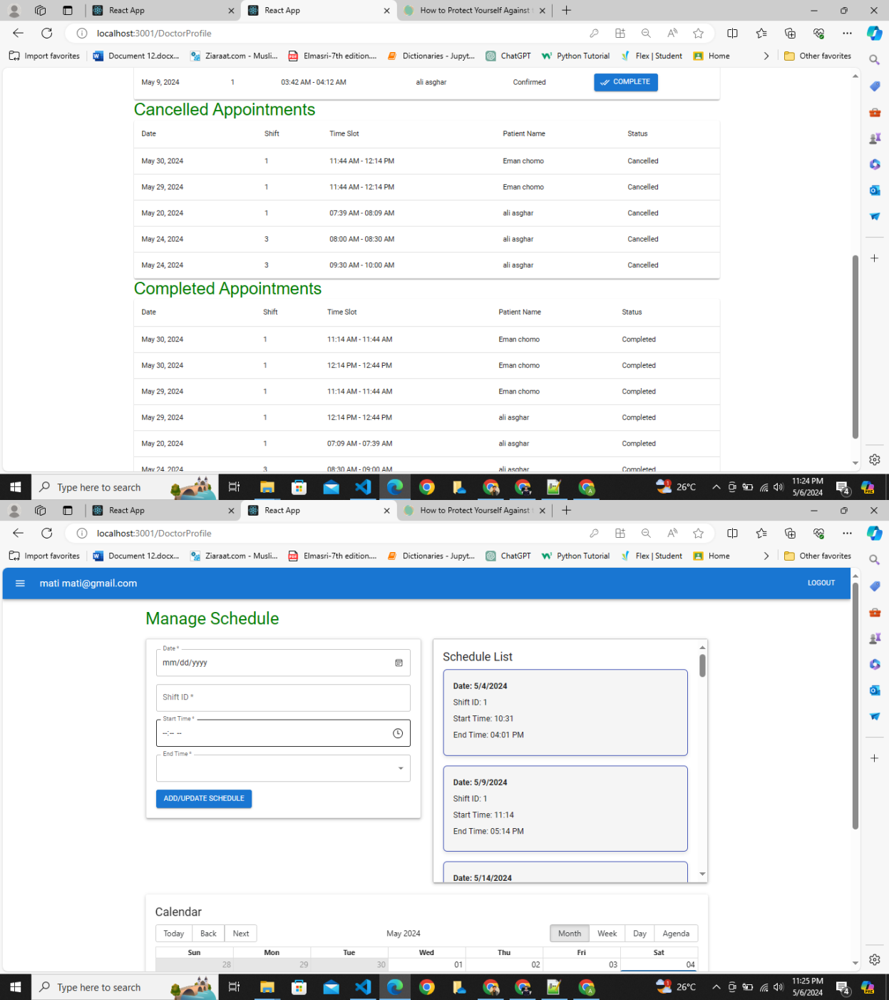 React App
React App
How to Protect Yourself Against
localhost:3001/DoctorProfile
Import favorites Document 12.docx... Ziaraat.com - Musli... Elmasri-7th edition.... Dictionaries - Jupyt... ChatGPT Python Tutorial Flex | Student Home Other favorites
May 9, 2024 1 03:42 AM - 04:12 AM ali asghar Confirmed COMPLETE
Cancelled Appointments
Date Shift Time Slot Patient Name Status
May 30, 2024 1 11:44 AM - 12:14 PM Eman chomo Cancelled
May 29, 2024 1 11:44 AM - 12:14 PM Eman chomo Cancelled
May 20, 2024 1 07:39 AM - 08:09 AM ali asghar Cancelled
May 24, 2024 3 08:00 AM - 08:30 AM ali asghar Cancelled
May 24, 2024 3 09:30 AM - 10:00 AM ali asghar Cancelled
Completed Appointments
Date Shift Time Slot Patient Name Status
May 30, 2024 1 11:14 AM - 11:44 AM Eman chomo Completed
May 30, 2024 1 12:14 PM - 12:44 PM Eman chomo Completed
May 29, 2024 1 11:14 AM - 11:44 AM Eman chomo Completed
May 29, 2024 1 12:14 PM - 12:44 PM ali asghar Completed
May 20, 2024 1 07:09 AM - 07:39 AM ali asghar Completed
May 24, 2024 3 08:30 AM - 09:00 AM ali asghar Completed
Type here to search 26°C 11:24 PM
5/6/2024 4
React App
React App
How to Protect Yourself Against
localhost:3001/DoctorProfile
Import favorites Document 12.docx... Ziaraat.com - Musli... Elmasri-7th edition.... Dictionaries - Jupyt... ChatGPT Python Tutorial Flex | Student Home Other favorites
mati mati@gmail.com LOGOUT
Manage Schedule
Date *
mm/dd/yyyy
Shift ID *
Start Time *
--:-- --
End Time *
ADD/UPDATE SCHEDULE
Schedule List
Date: 5/4/2024
Shift ID: 1
Start Time: 10:31
End Time: 04:01 PM
Date: 5/9/2024
Shift ID: 1
Start Time: 11:14
End Time: 05:14 PM
Date: 5/14/2024
Calendar
Today Back Next May 2024 Month Week Day Agenda
Sun Mon Tue Wed Thu Fri Sat
28 29 30 01 02 03 04
Type here to search 26°C 11:25 PM
5/6/2024 4